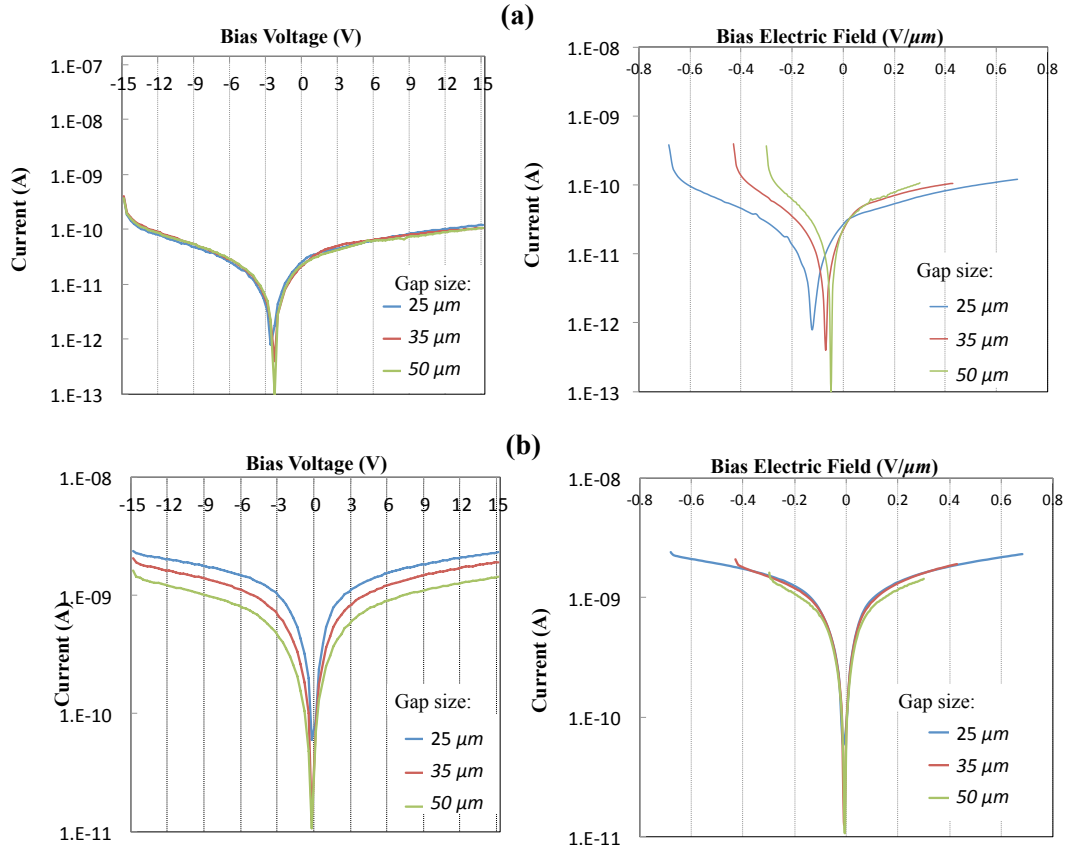 (a)
Bias Voltage (V)
1.E-07
-15 -12 -9 -6 -3 0 3 6 9 12 15
1.E-08
1.E-09
1.E-10
1.E-11
1.E-12
1.E-13
Current (A)
Gap size:
25 µm
35 µm
50 µm
Bias Electric Field (V/µm)
1.E-08
-0.8 -0.6 -0.4 -0.2 0 0.2 0.4 0.6 0.8
1.E-09
1.E-10
1.E-11
1.E-12
1.E-13
Current (A)
Gap size:
25 µm
35 µm
50 µm
(b)
Bias Voltage (V)
1.E-08
-15 -12 -9 -6 -3 0 3 6 9 12 15
1.E-09
1.E-10
1.E-11
Current (A)
Gap size:
25 µm
35 µm
50 µm
Bias Electric Field (V/µm)
1.E-08
-0.8 -0.6 -0.4 -0.2 0 0.2 0.4 0.6 0.8
1.E-09
1.E-10
1.E-11
Current (A)
Gap size:
25 µm
35 µm
50 µm